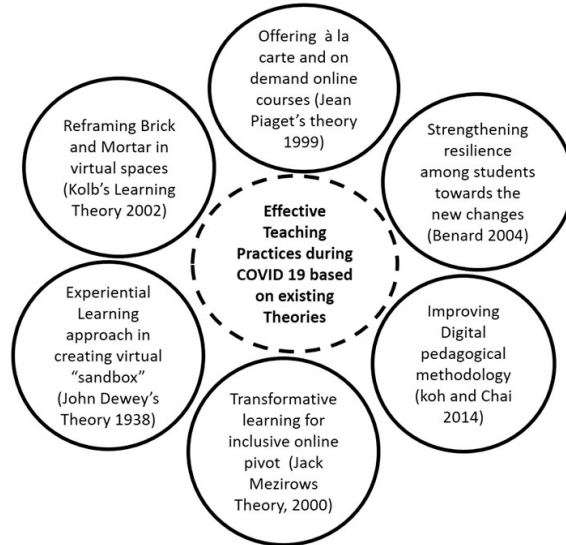 Offering à la
carte and on
demand online
courses (Jean
Piaget's theory
1999)
Strengthening
resilience
among students
towards the
new changes
(Benard 2004)
Improving
Digital
pedagogical
methodology
(koh and Chai
2014)
Transformative
learning for
inclusive online
pivot (Jack
Mezirows
Theory, 2000)
Experiential
Learning
approach in
creating virtual
"sandbox"
(John Dewey's
Theory 1938)
Reframing Brick
and Mortar in
virtual spaces
(Kolb's Learning
Theory 2002)
Effective
Teaching
Practices during
COVID 19 based
on existing
Theories